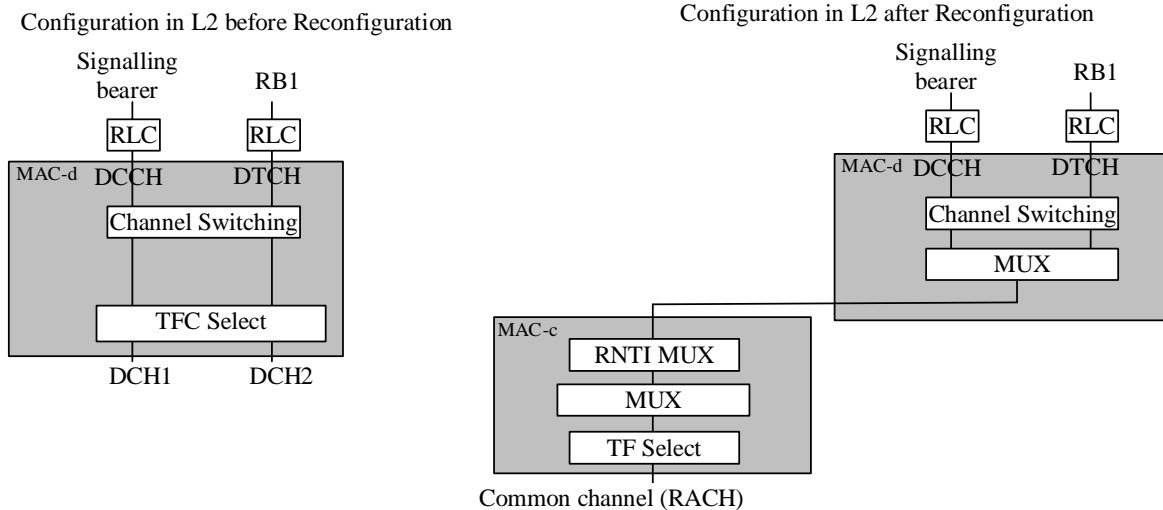 Configuration in L2 before Reconfiguration
Signalling
bearer
RB1
RLC
RLC
MAC-d
DCCH
DTCH
Channel Switching
TFC Select
DCH1
DCH2
Configuration in L2 after Reconfiguration
Signalling
bearer
RB1
RLC
RLC
MAC-d
DCCH
DTCH
Channel Switching
MUX
MAC-c
RNTI MUX
MUX
TF Select
Common channel (RACH)